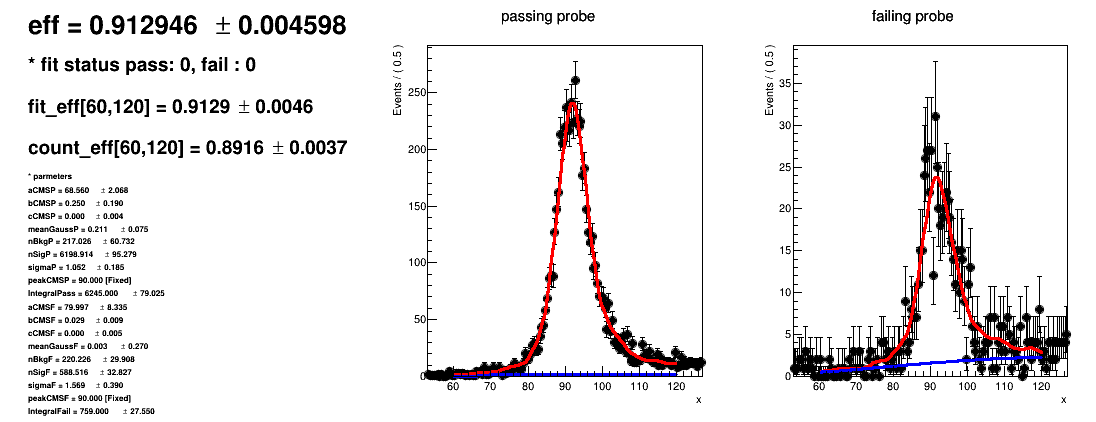 eff = 0.912946 ± 0.004598
* fit status pass: 0, fail : 0
fit_eff[60,120] = 0.9129 ± 0.0046
count_eff[60,120] = 0.8916 ± 0.0037
* parmeters
aCMSP = 68.560 ± 2.068
bCMSP = 0.250 ± 0.190
cCMSP = 0.000 ± 0.004
meanGaussP = 0.211 ± 0.075
nBkgP = 217.026 ± 60.732
nSigP = 6198.914 ± 95.279
sigmaP = 1.052 ± 0.185
peakCMSP = 90.000 [Fixed]
IntegralPass = 6245.000 ± 79.025
aCMSF = 79.997 ± 8.335
bCMSF = 0.029 ± 0.009
cCMSF = 0.000 ± 0.005
meanGaussF = 0.003 ± 0.270
nBkgF = 220.226 ± 29.908
nSigF = 588.516 ± 32.827
sigmaF = 1.569 ± 0.390
peakCMSF = 90.000 [Fixed]
IntegralFail = 759.000 ± 27.550
passing probe
Events / ( 0.5 )
250
200
150
100
50
0
60 70 80 90 100 110 120
x
failing probe
Events / ( 0.5 )
35
30
25
20
15
10
5
0
60 70 80 90 100 110 120
x